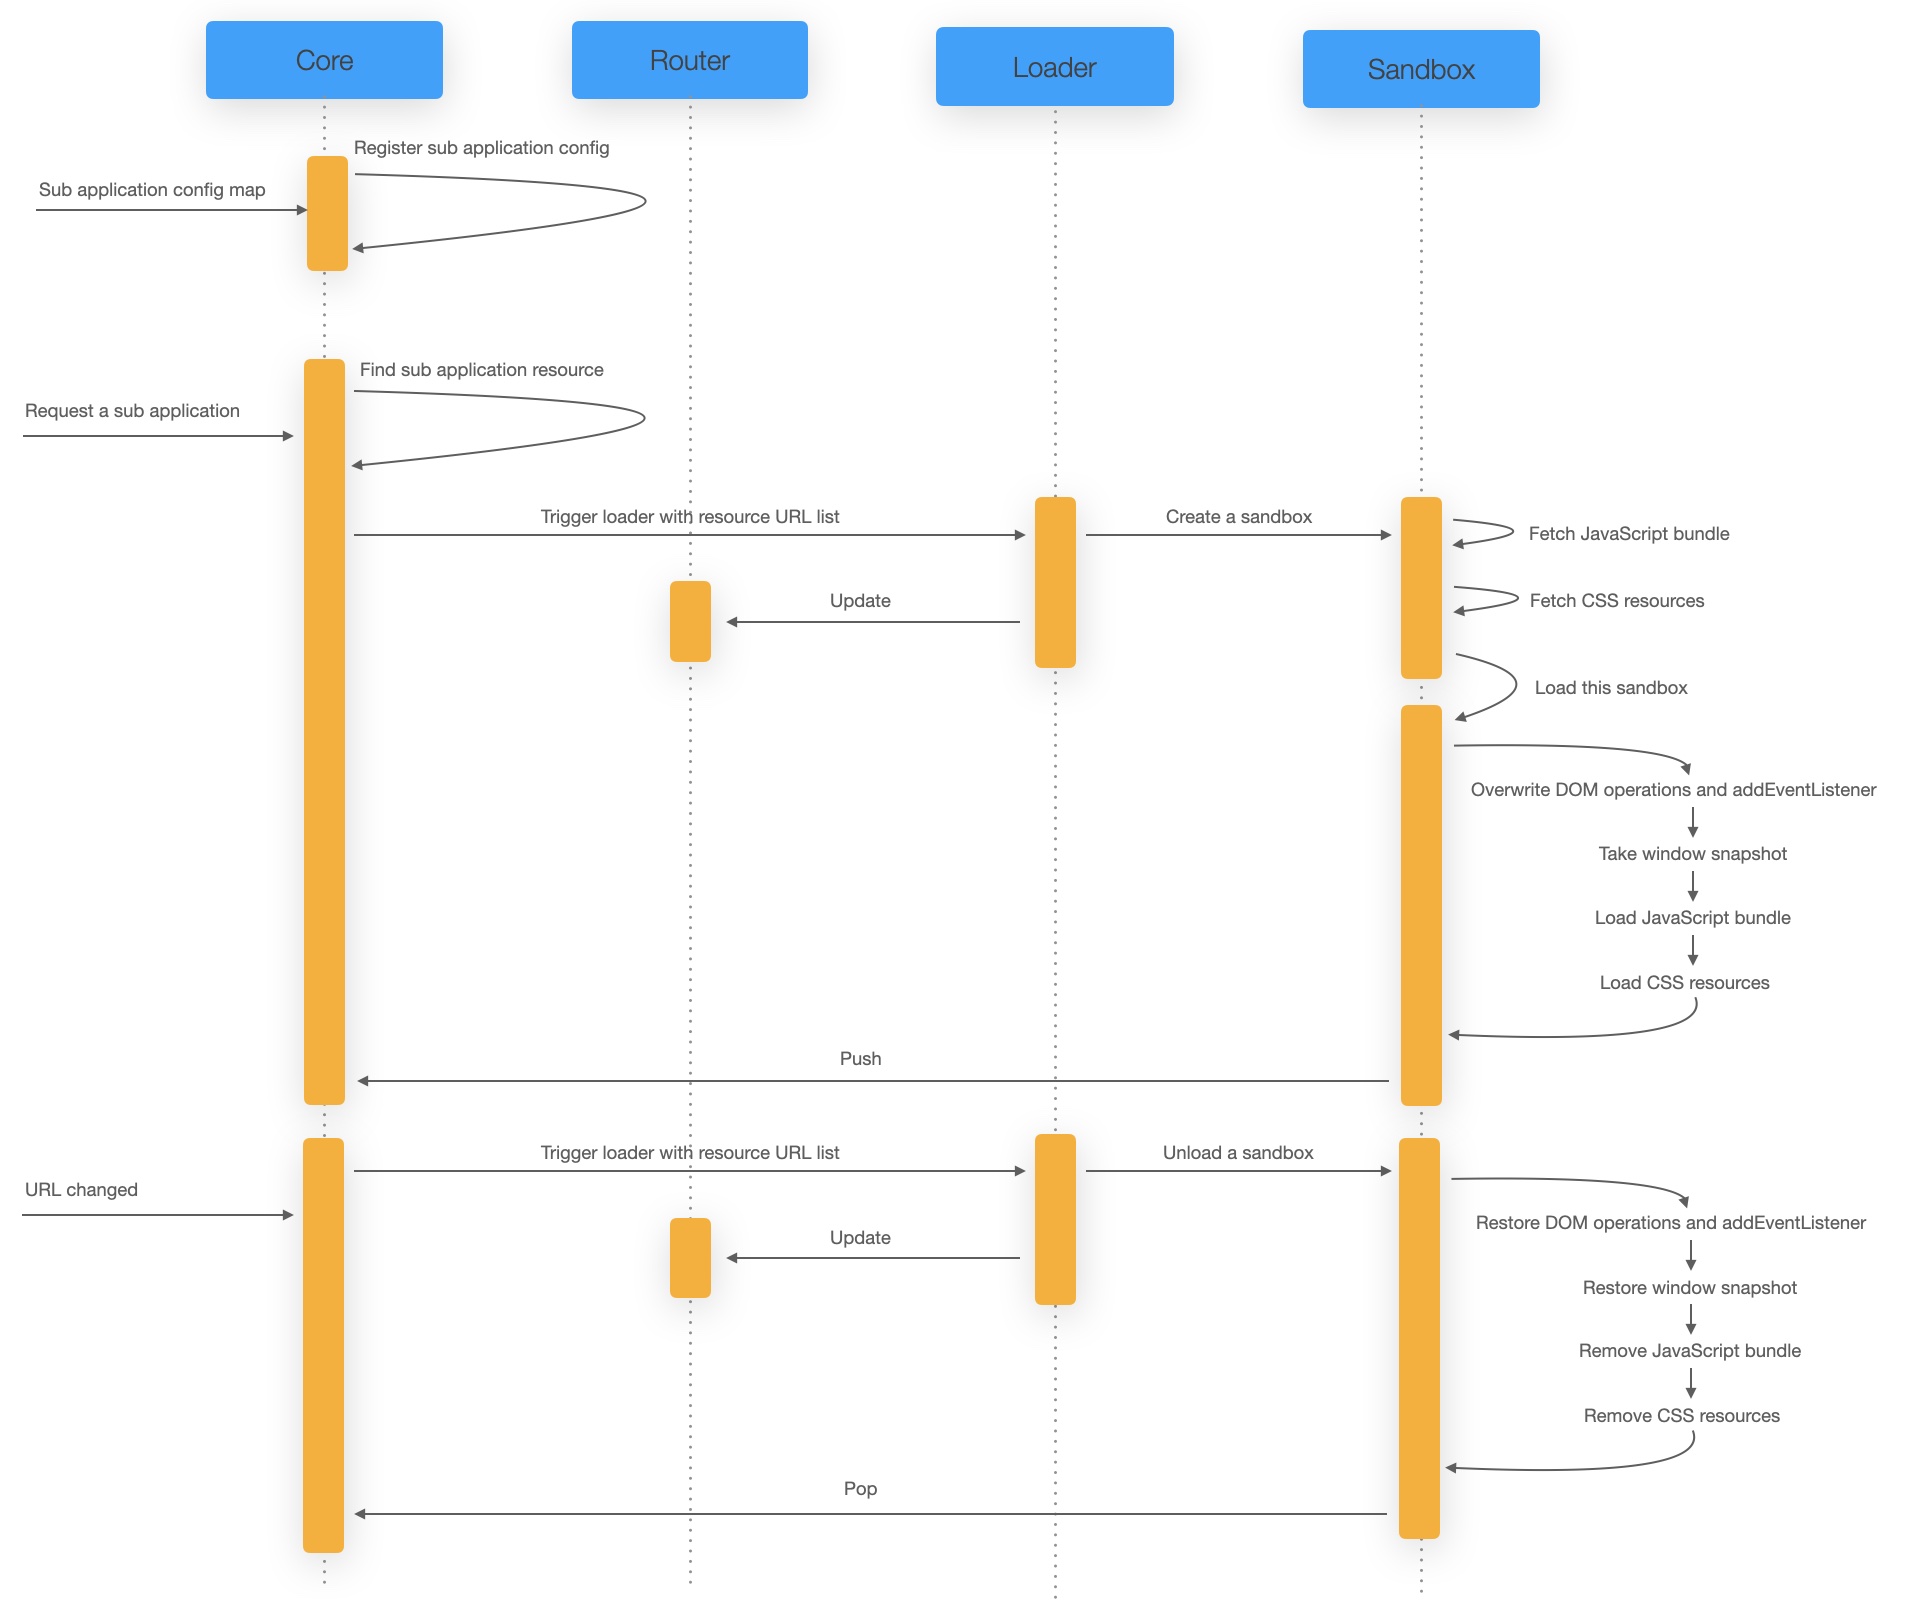 Core
Router
Loader
Sandbox
Register sub application config
Sub application config map
Find sub application resource
Request a sub application
Trigger loader with resource URL list
Create a sandbox
Fetch JavaScript bundle
Update
Fetch CSS resources
Load this sandbox
Overwrite DOM operations and addEventListener
Take window snapshot
Load JavaScript bundle
Load CSS resources
Push
Trigger loader with resource URL list
Unload a sandbox
URL changed
Restore DOM operations and addEventListener
Update
Restore window snapshot
Remove JavaScript bundle
Remove CSS resources
Pop